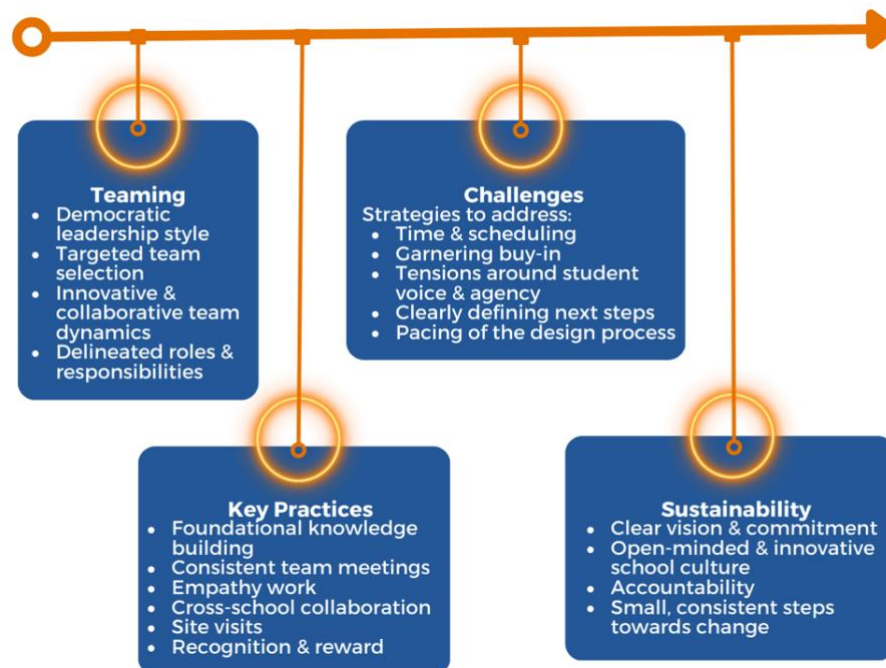 Teaming
• Democratic
leadership style
• Targeted team
selection
• Innovative &
collaborative team
dynamics
• Delineated roles &
responsibilities
Key Practices
• Foundational knowledge
building
• Consistent team meetings
• Empathy work
• Cross-school collaboration
• Site visits
• Recognition & reward
Challenges
Strategies to address:
• Time & scheduling
• Garnering buy-in
• Tensions around student
voice & agency
• Clearly defining next steps
• Pacing of the design process
Sustainability
• Clear vision & commitment
• Open-minded & innovative
school culture
• Accountability
• Small, consistent steps
towards change